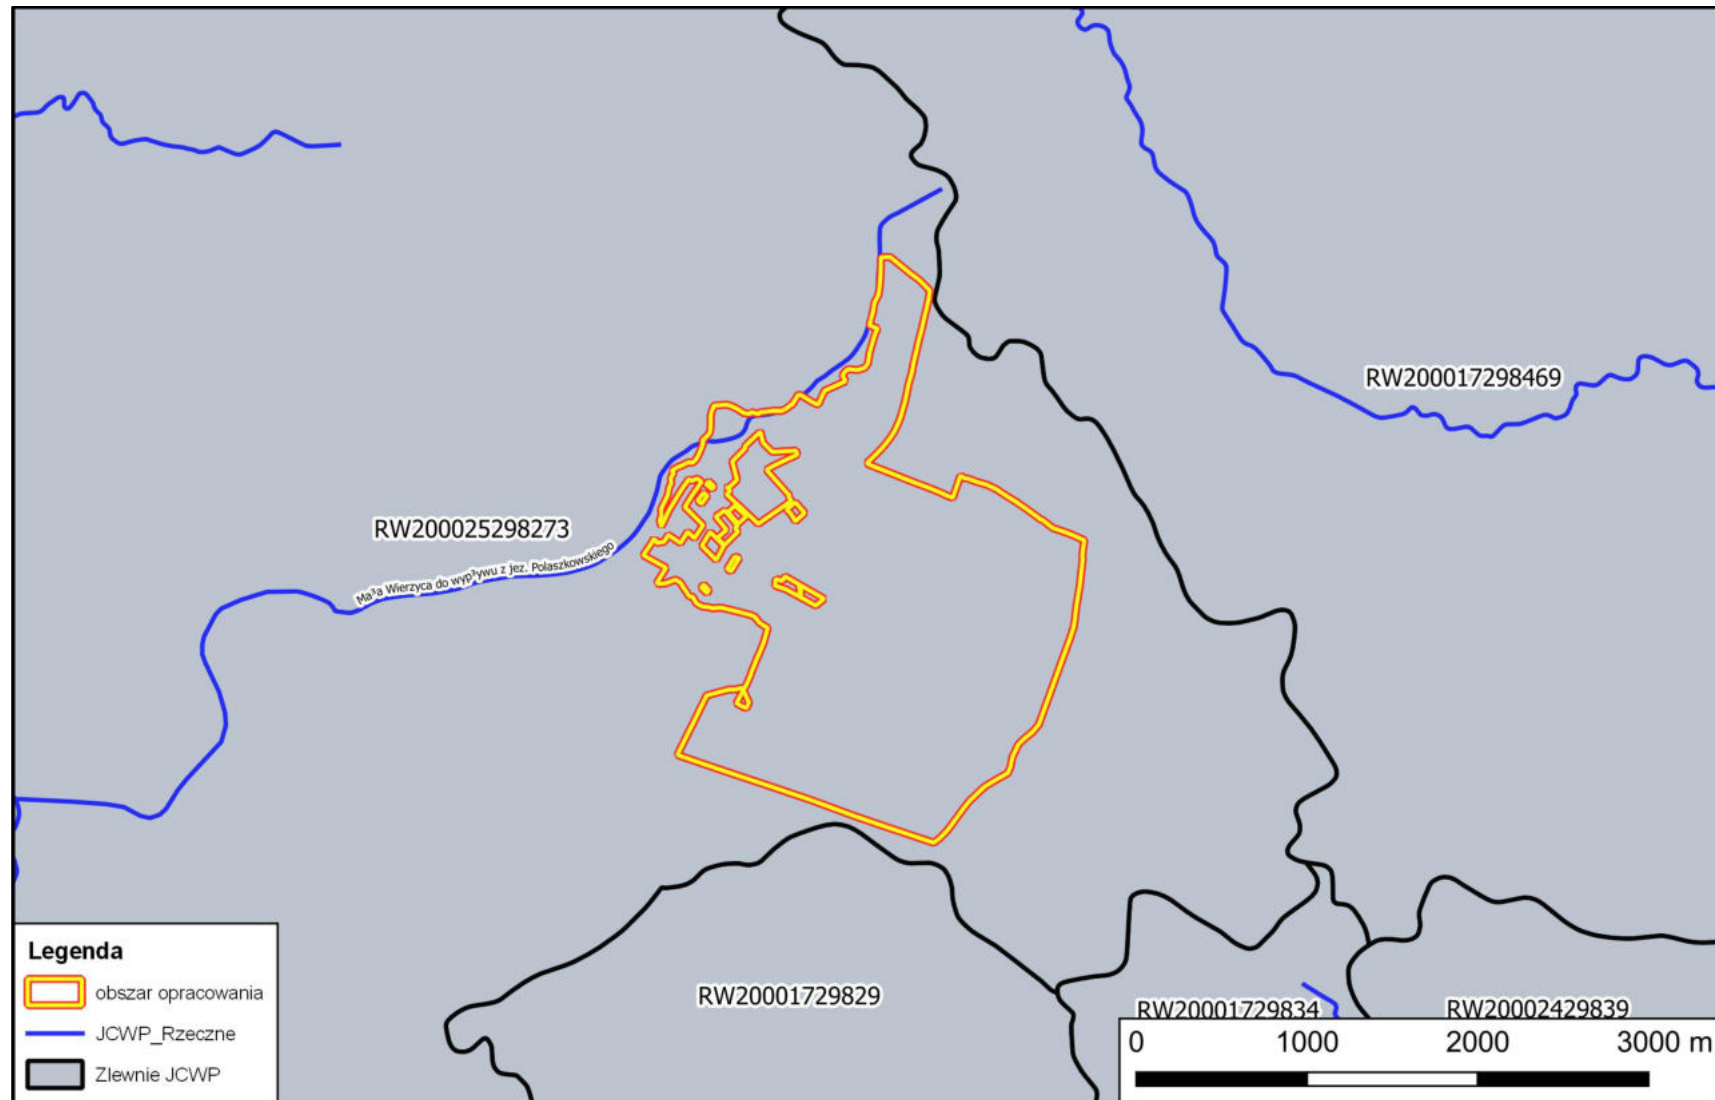 RW200017298469
RW200025298273
Ma³a Wierzyca do wyp³ywu z jez. Polaszkowskiego
RW20001729829
RW20001729834
RW20002429839
Legenda
obszar opracowania
JCWP_Rzeczne
Zlewnie JCWP
0 1000 2000 3000 m